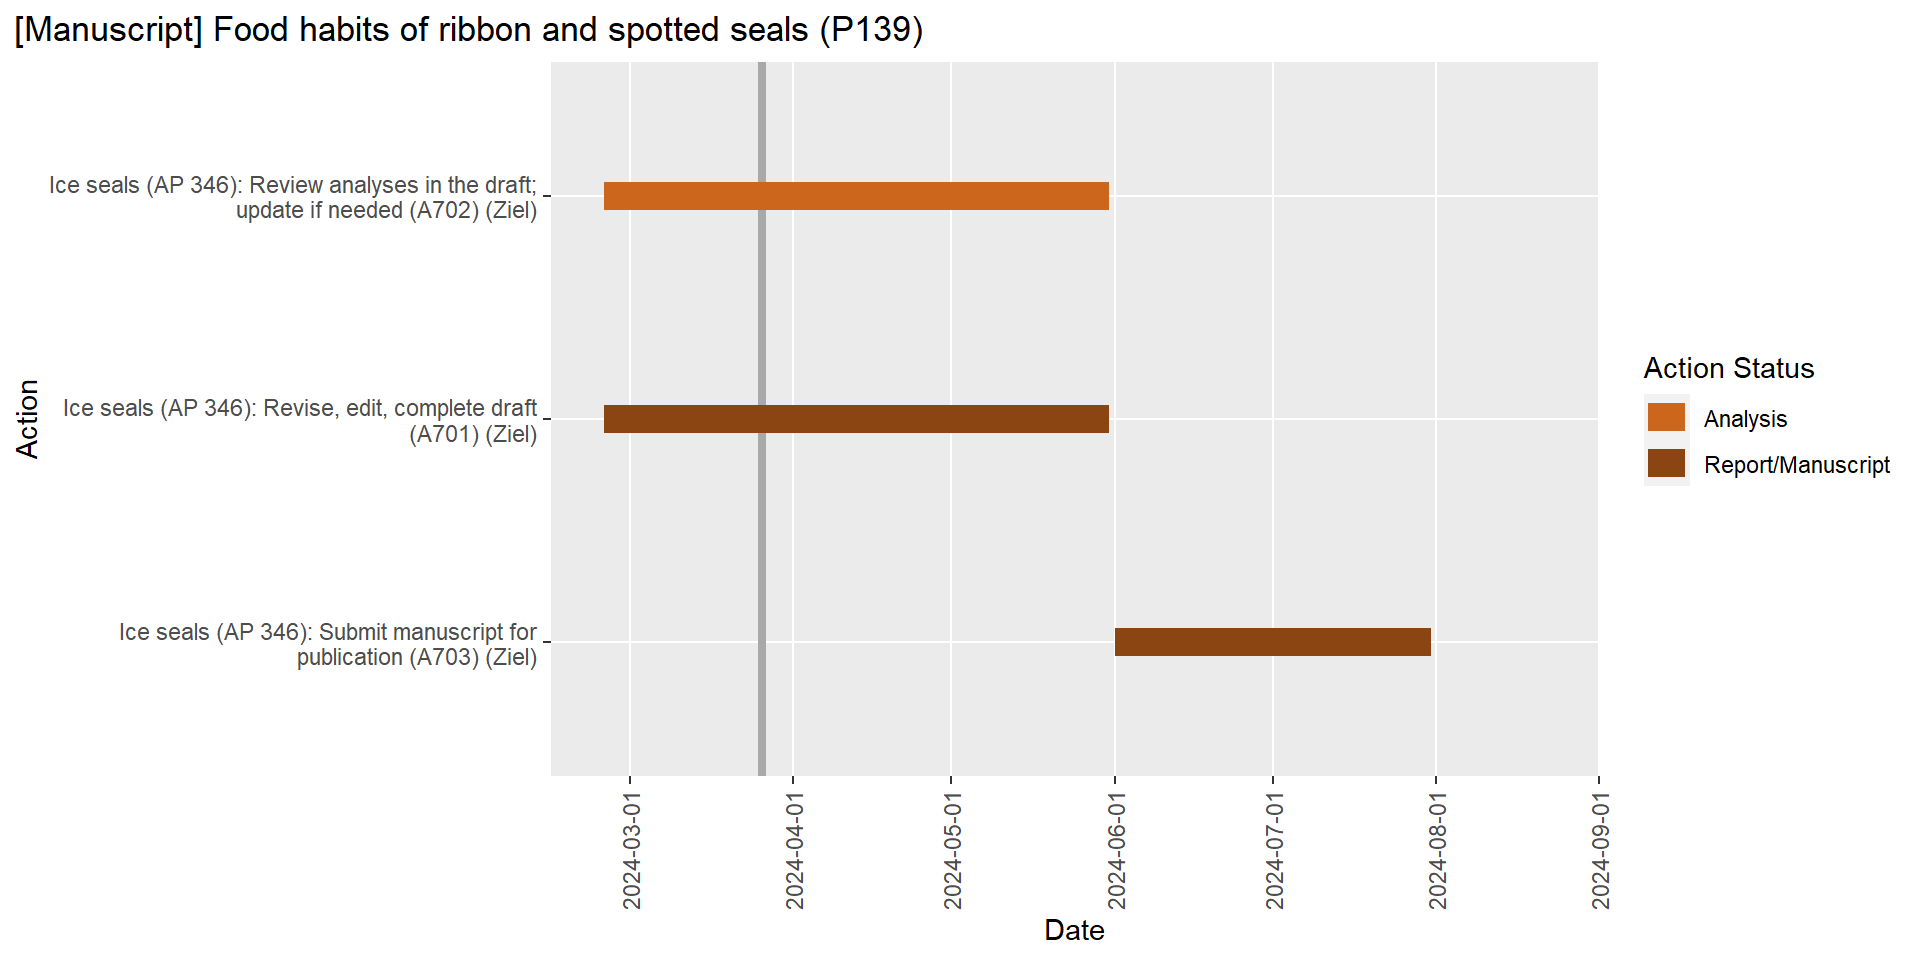 [Manuscript] Food habits of ribbon and spotted seals (P139)
Ice seals (AP 346): Review analyses in the draft;
update if needed (A702) (Ziel)
Ice seals (AP 346): Revise, edit, complete draft
(A701) (Ziel)
Ice seals (AP 346): Submit manuscript for
publication (A703) (Ziel)
Action
2024-03-01
2024-04-01
2024-05-01
2024-06-01
2024-07-01
2024-08-01
2024-09-01
Date
Action Status
Analysis
Report/Manuscript